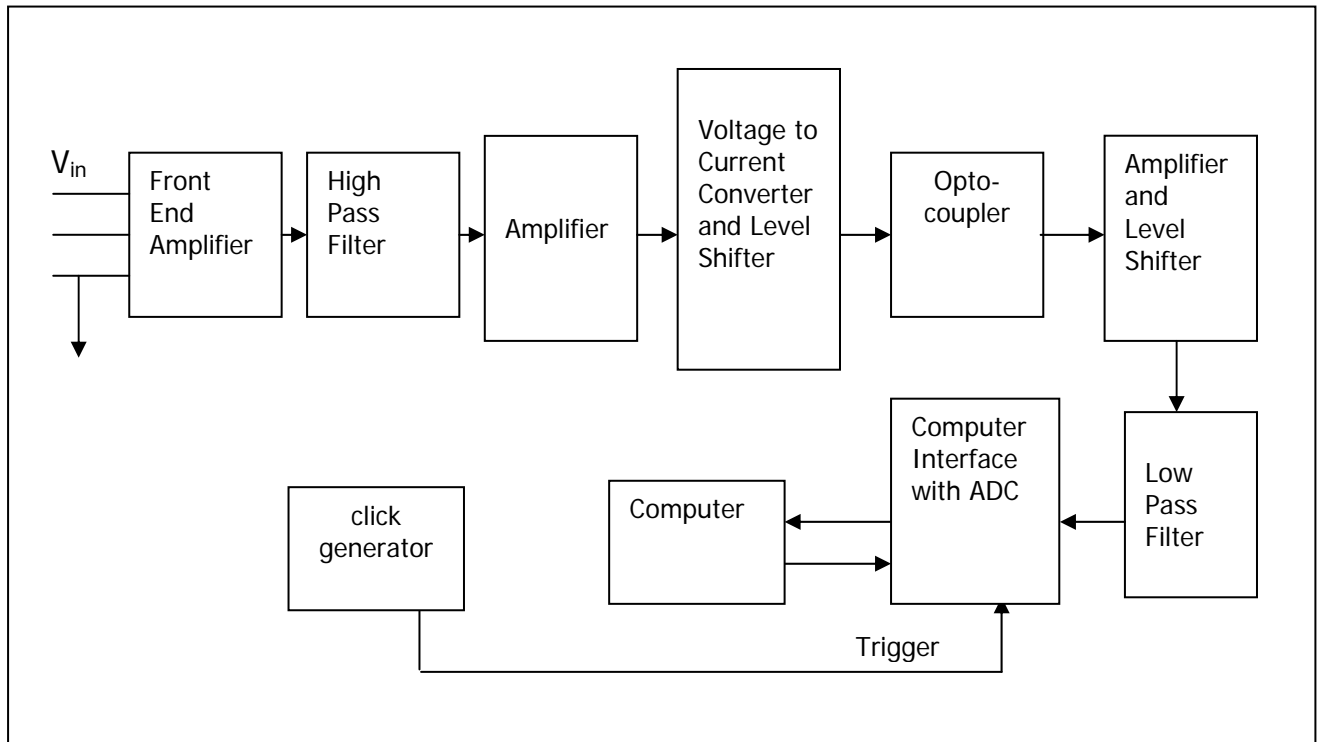 V_in
Front
End
Amplifier
High
Pass
Filter
Amplifier
Voltage to
Current
Converter
and Level
Shifter
Opto-
coupler
Amplifier
and
Level
Shifter
Low
Pass
Filter
Computer
Interface
with ADC
Computer
click
generator
Trigger